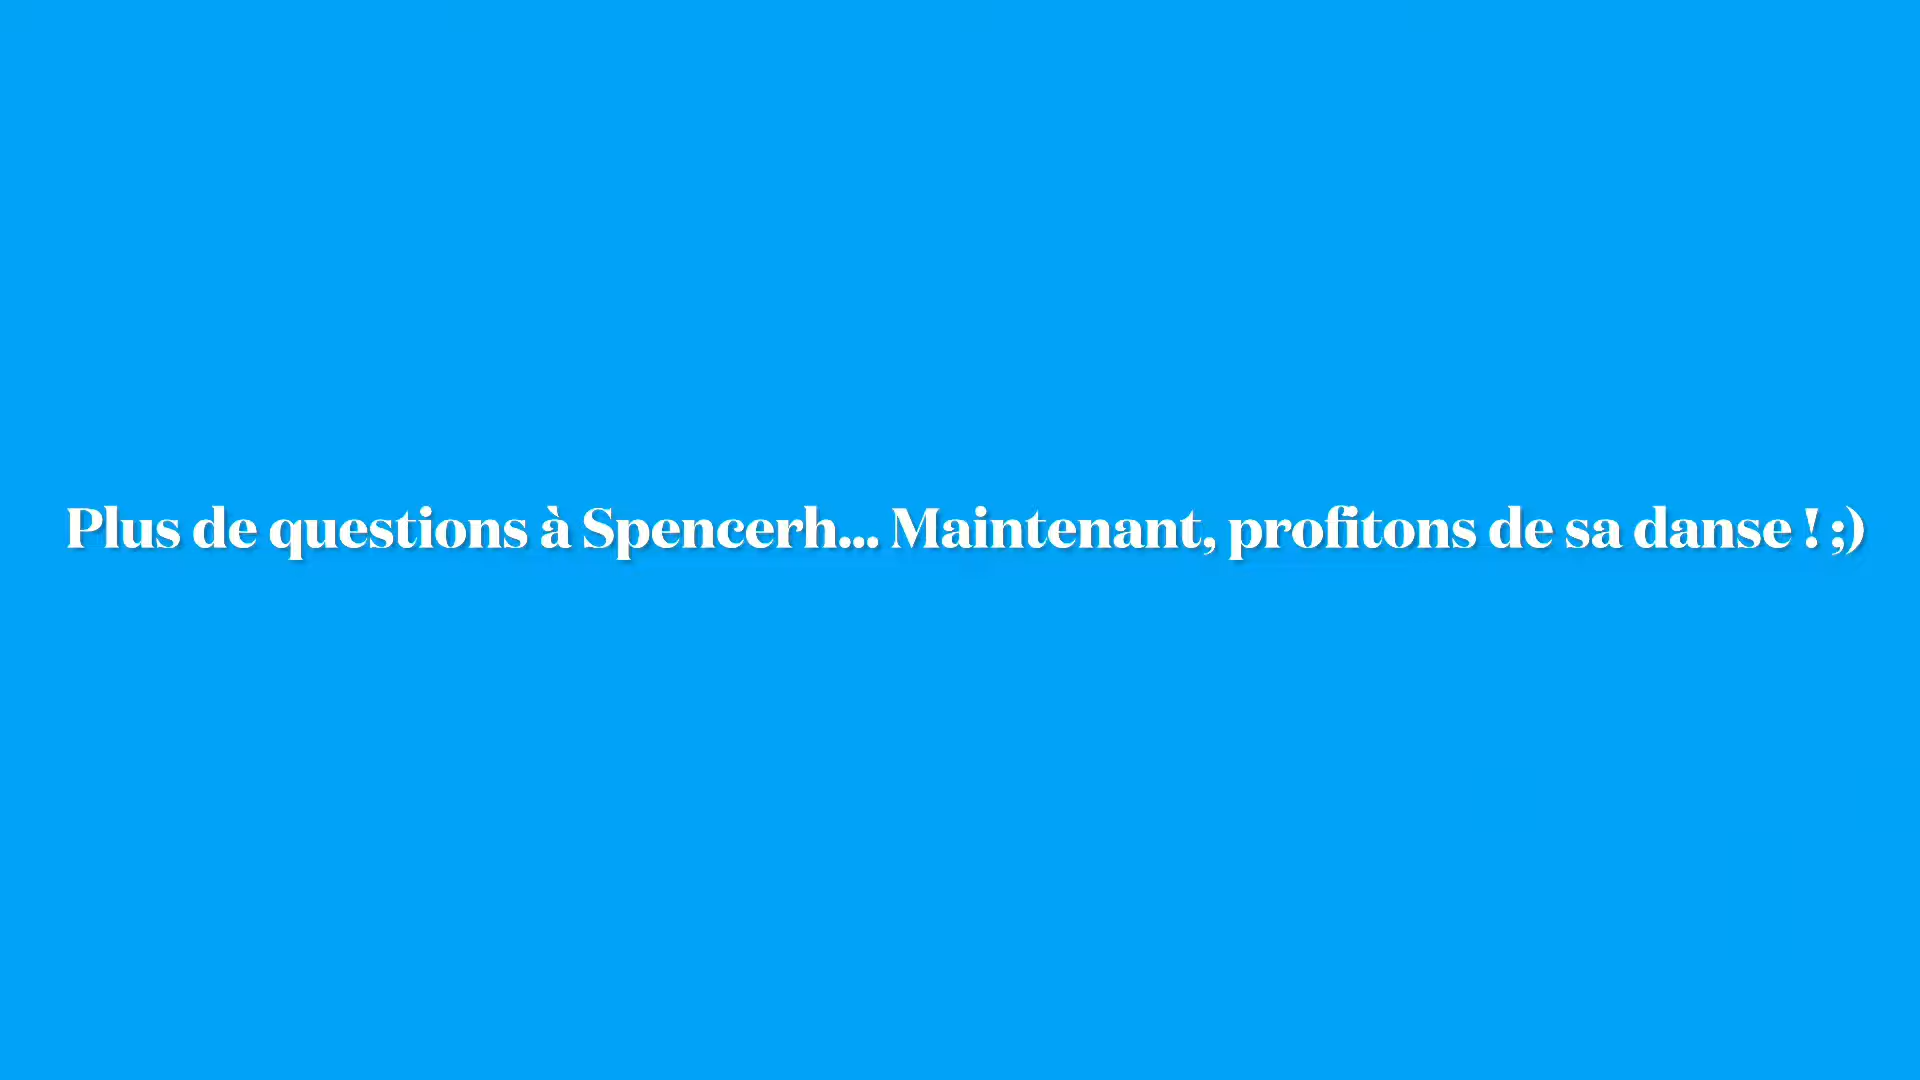 Plus de questions à Spencerh... Maintenant, profitons de sa danse ! ;)